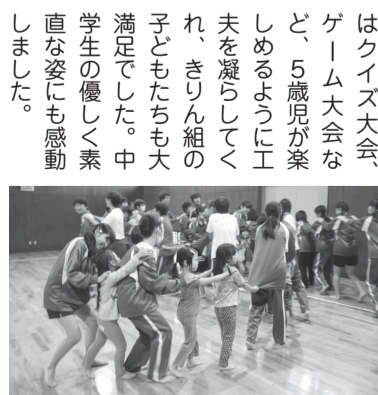 はクイズ大会、
ゲーム大会な
ど、5歳児が楽
しめるように工
夫を凝らしてく
れ、きりん組の
子どもたちも大
満足でした。中
学生の優しく素
直な姿にも感動
しました。